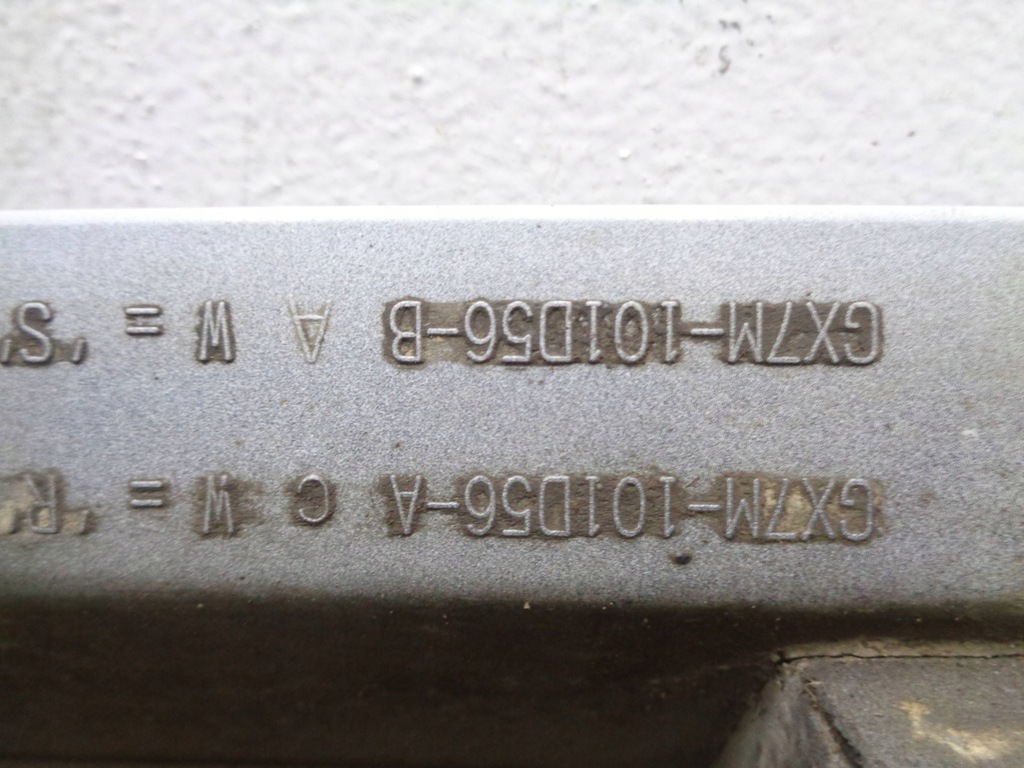 GX7M-101D56-A C W = "R"
GX7M-101D56-B A W = "S"